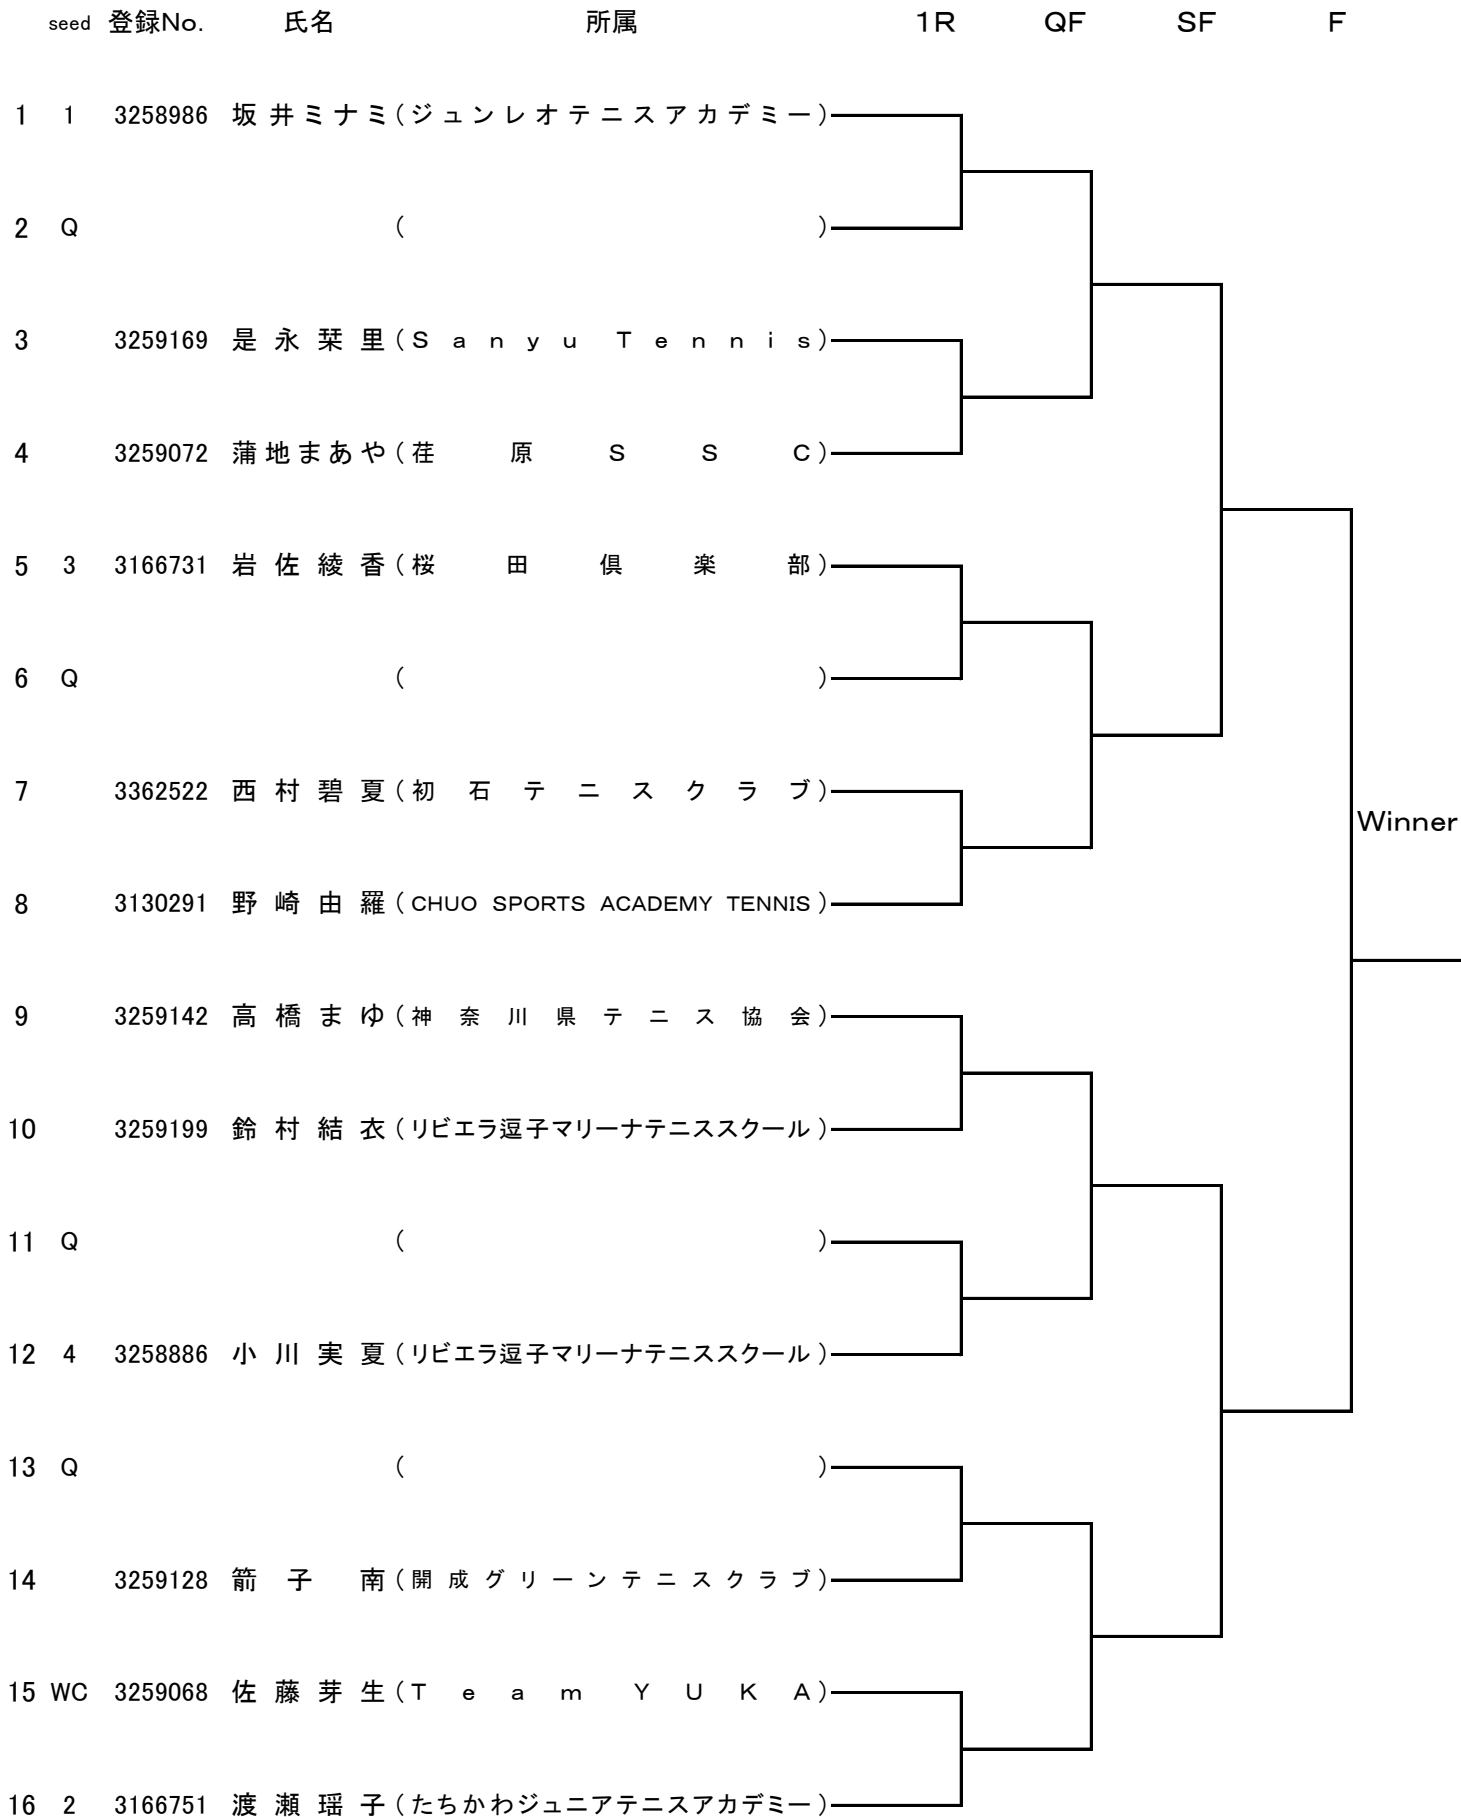 seed 登録No. 氏名 所属 1R QF SF F
1 1 3258986 坂井ミナミ(ジュンレオテニスアカデミー)
2 Q ( )
3 3259169 是永栞里(Sanyu Tennis)
4 3259072 蒲地まあや(荏原SSC)
5 3 3166731 岩佐綾香(桜田倶楽部)
6 Q ( )
7 3362522 西村碧夏(初石テニスクラブ)
Winner
8 3130291 野崎由羅(CHUO SPORTS ACADEMY TENNIS)
9 3259142 高橋まゆ(神奈川県テニス協会)
10 3259199 鈴村結衣(リビエラ逗子マリーナテニススクール)
11 Q ( )
12 4 3258886 小川実夏(リビエラ逗子マリーナテニススクール)
13 Q ( )
14 3259128 箭子南(開成グリーンテニスクラブ)
15 WC 3259068 佐藤芽生(Team YUKA)
16 2 3166751 渡瀬瑶子(たちかわジュニアテニスアカデミー)